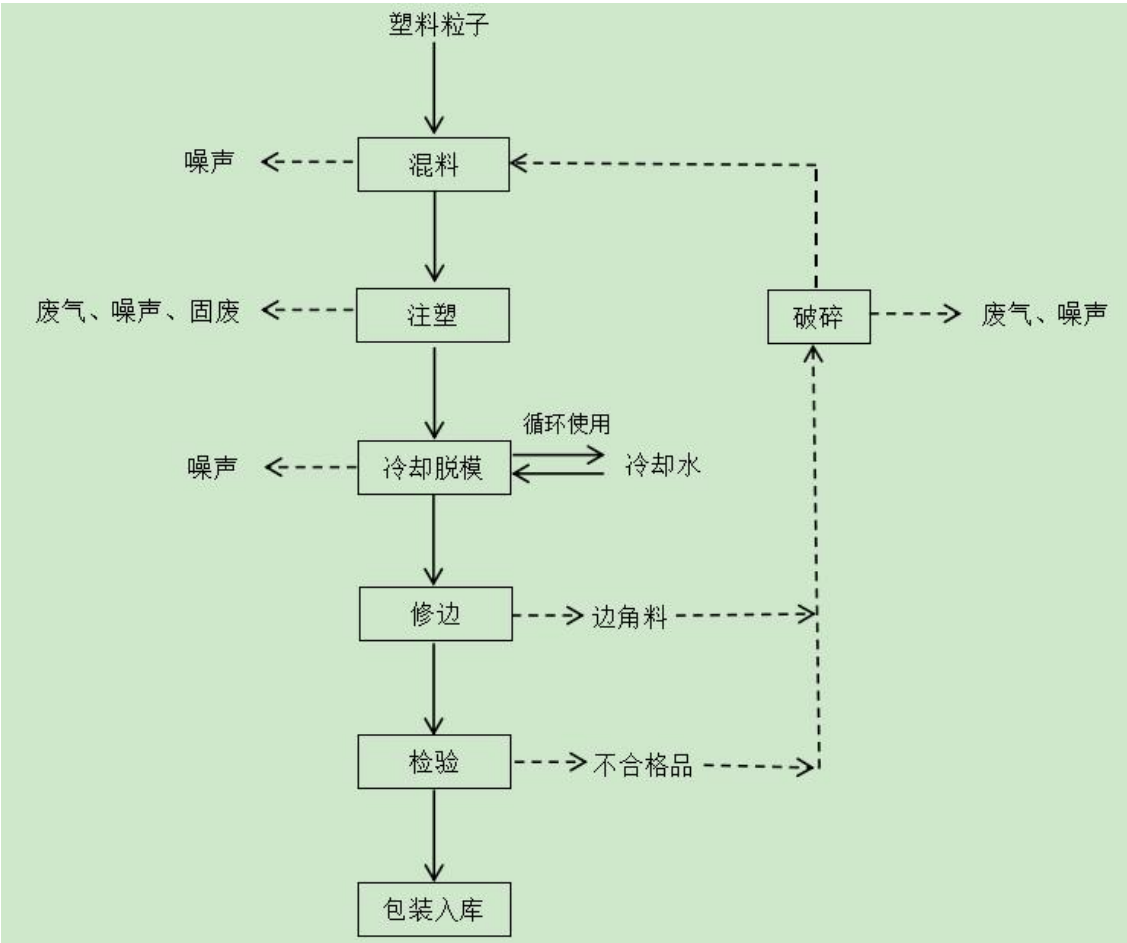 塑料粒子
噪声
混料
废气、噪声、固废
注塑
破碎
废气、噪声
循环使用
噪声
冷却脱模
冷却水
修边
边角料
检验
不合格品
包装入库